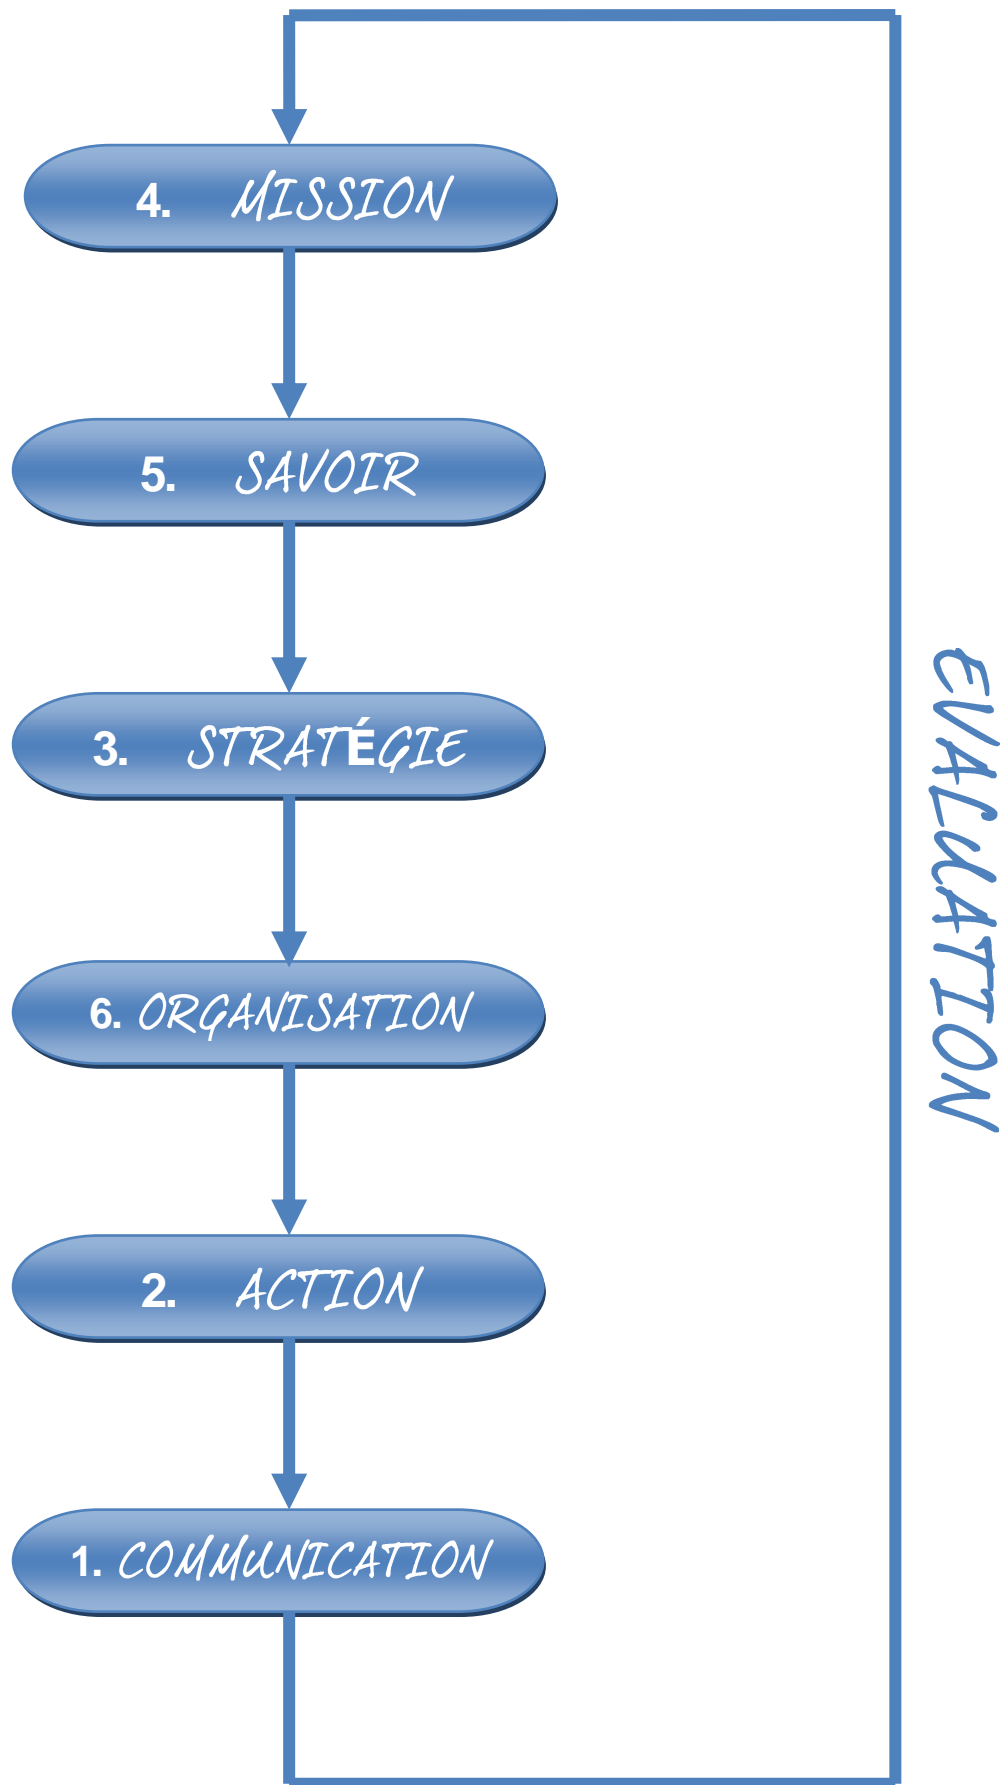 4. MISSION
5. SAVOIR
3. STRATÉGIE
6. ORGANISATION
2. ACTION
1. COMMUNICATION
EVALUATION